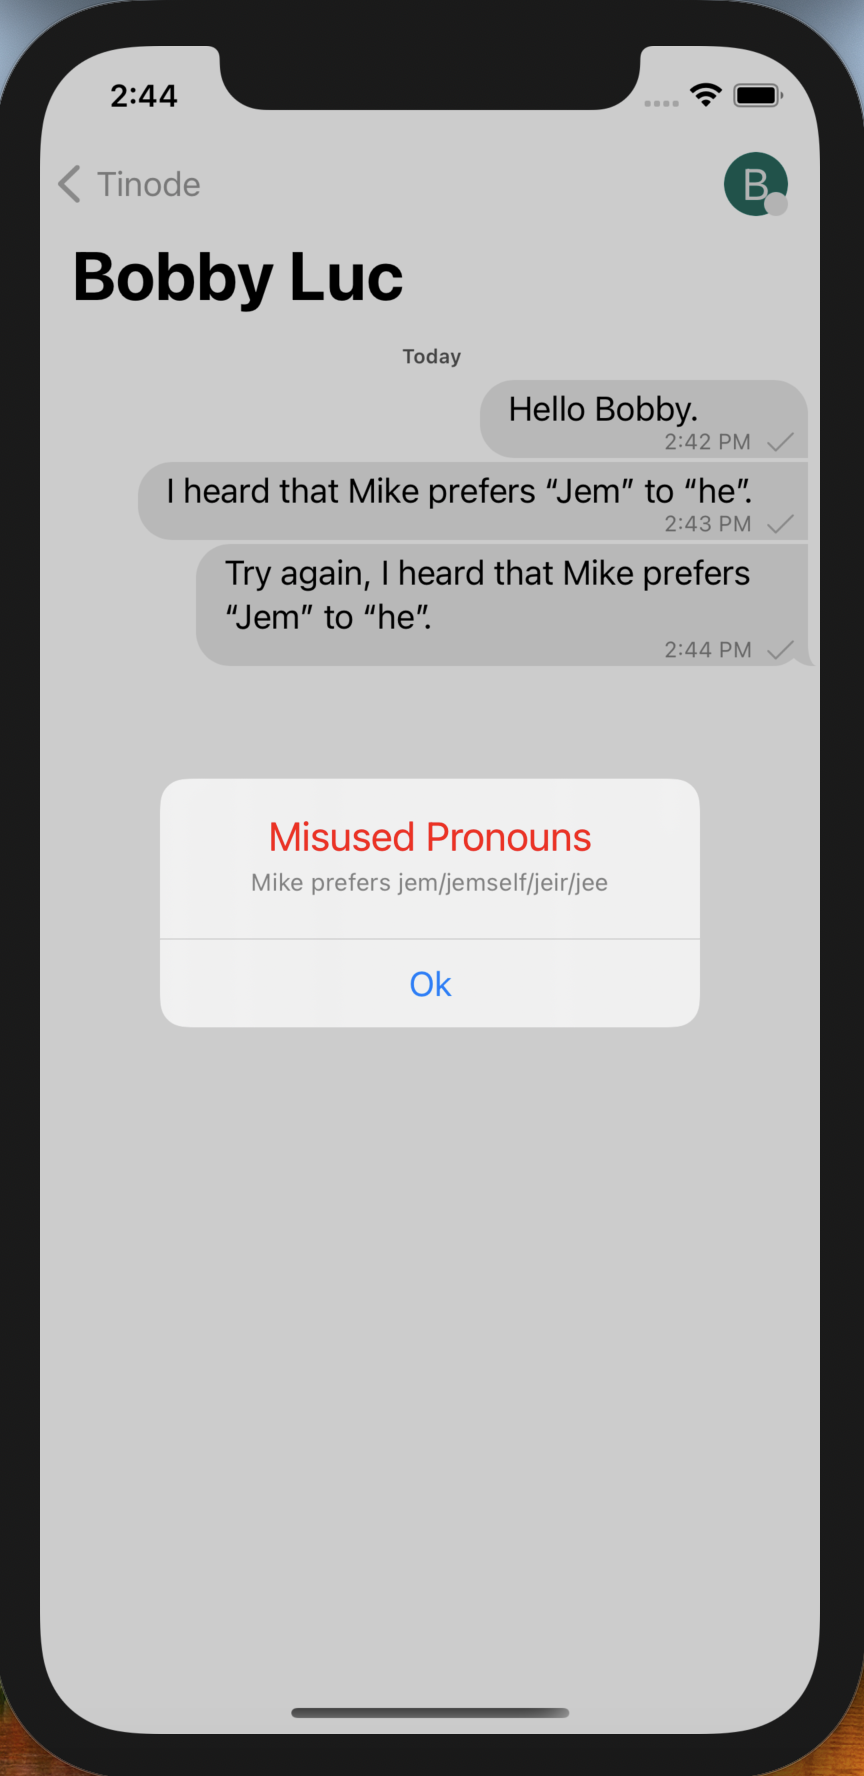 2:44
Tinode
B
Bobby Luc
Today
Hello Bobby.
2:42 PM
I heard that Mike prefers “Jem” to “he”.
2:43 PM
Try again, I heard that Mike prefers
“Jem” to “he”.
2:44 PM
Misused Pronouns
Mike prefers jem/jemself/jeir/jee
Ok